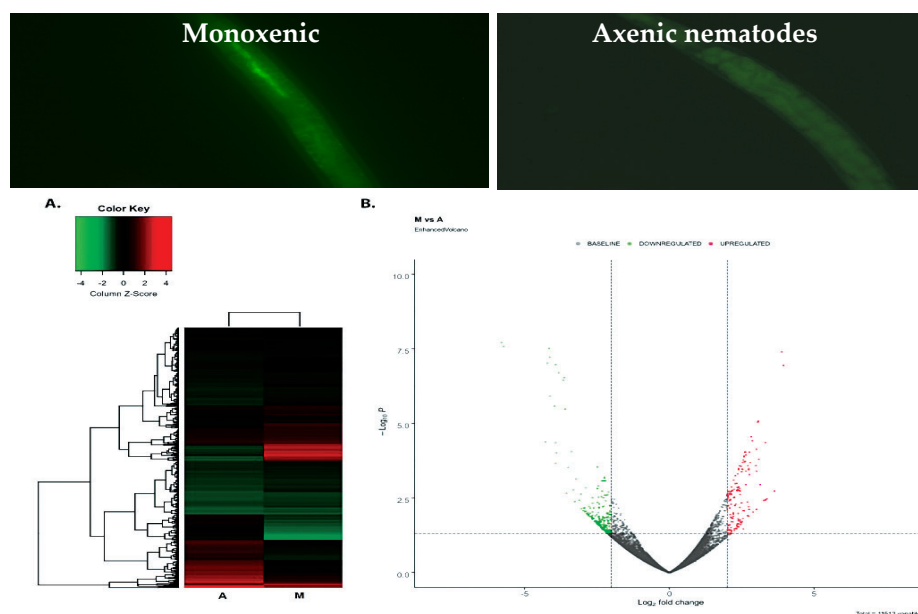 Monoxenic
Axenic nematodes
A.
Color Key
-4 -2 0 2 4
Column Z-Score
A M
B.
M vs A
EnhancedVolcano
BASELINE DOWNREGULATED UPREGULATED
10.0
7.5
5.0
2.5
0.0
-Log10 P
-5 0 5
Log2 fold change